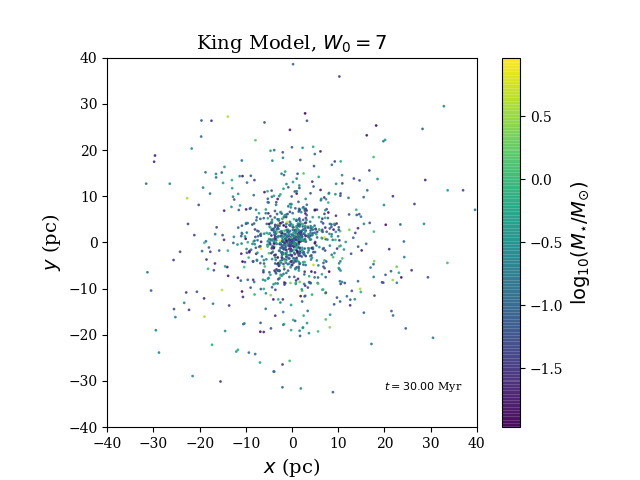 King Model, W₀ = 7
40
30
20
10
0
−10
−20
−30
−40
y (pc)
t = 30.00 Myr
−40 −30 −20 −10 0 10 20 30 40
x (pc)
0.5
0.0
−0.5
−1.0
−1.5
log₁₀(M⋆/M⊙)